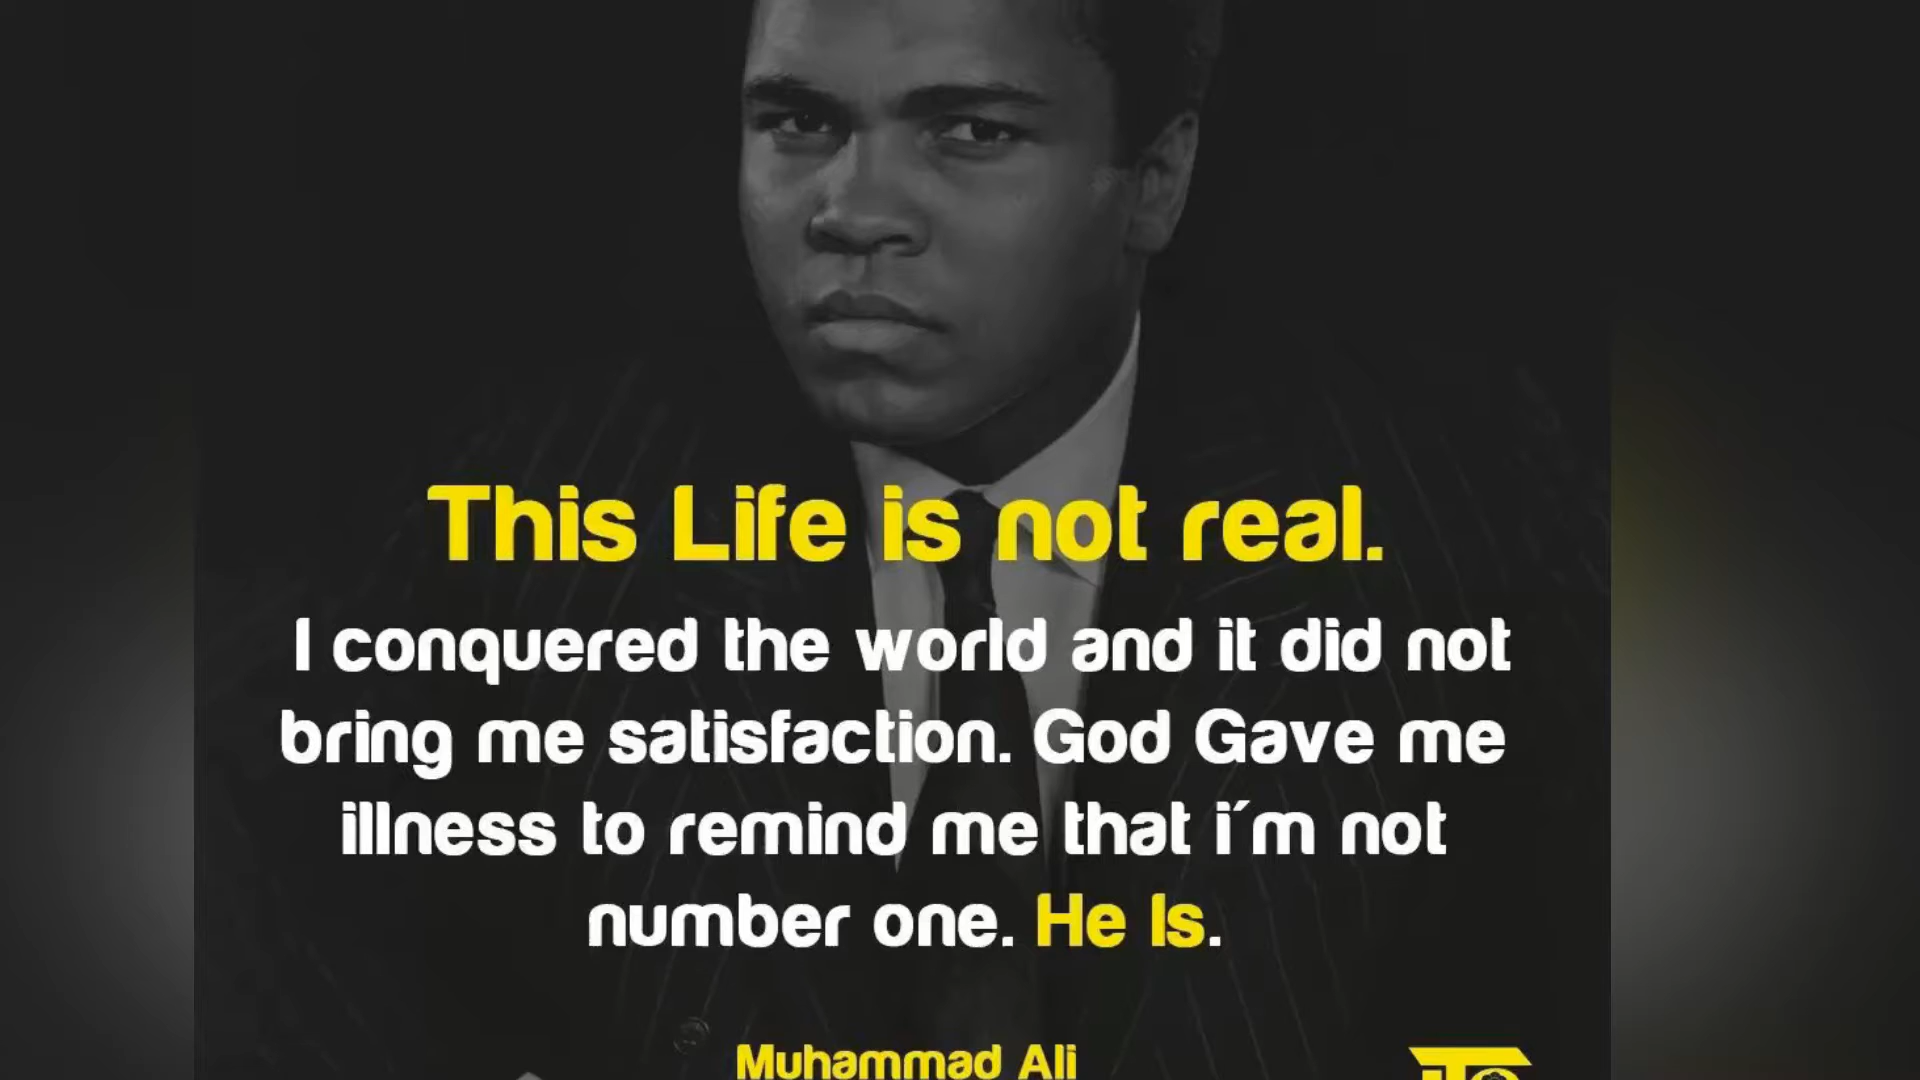 This Life is not real.
I conquered the world and it did not
bring me satisfaction. God Gave me
illness to remind me that i´m not
number one. He Is.
Muhammad Ali